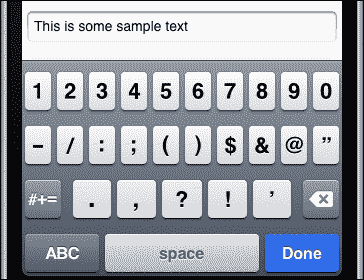 This is some sample text
1 2 3 4 5 6 7 8 9 0
- / : ; ( ) $ & @ ”
#+= . , ? ! ’
ABC space Done